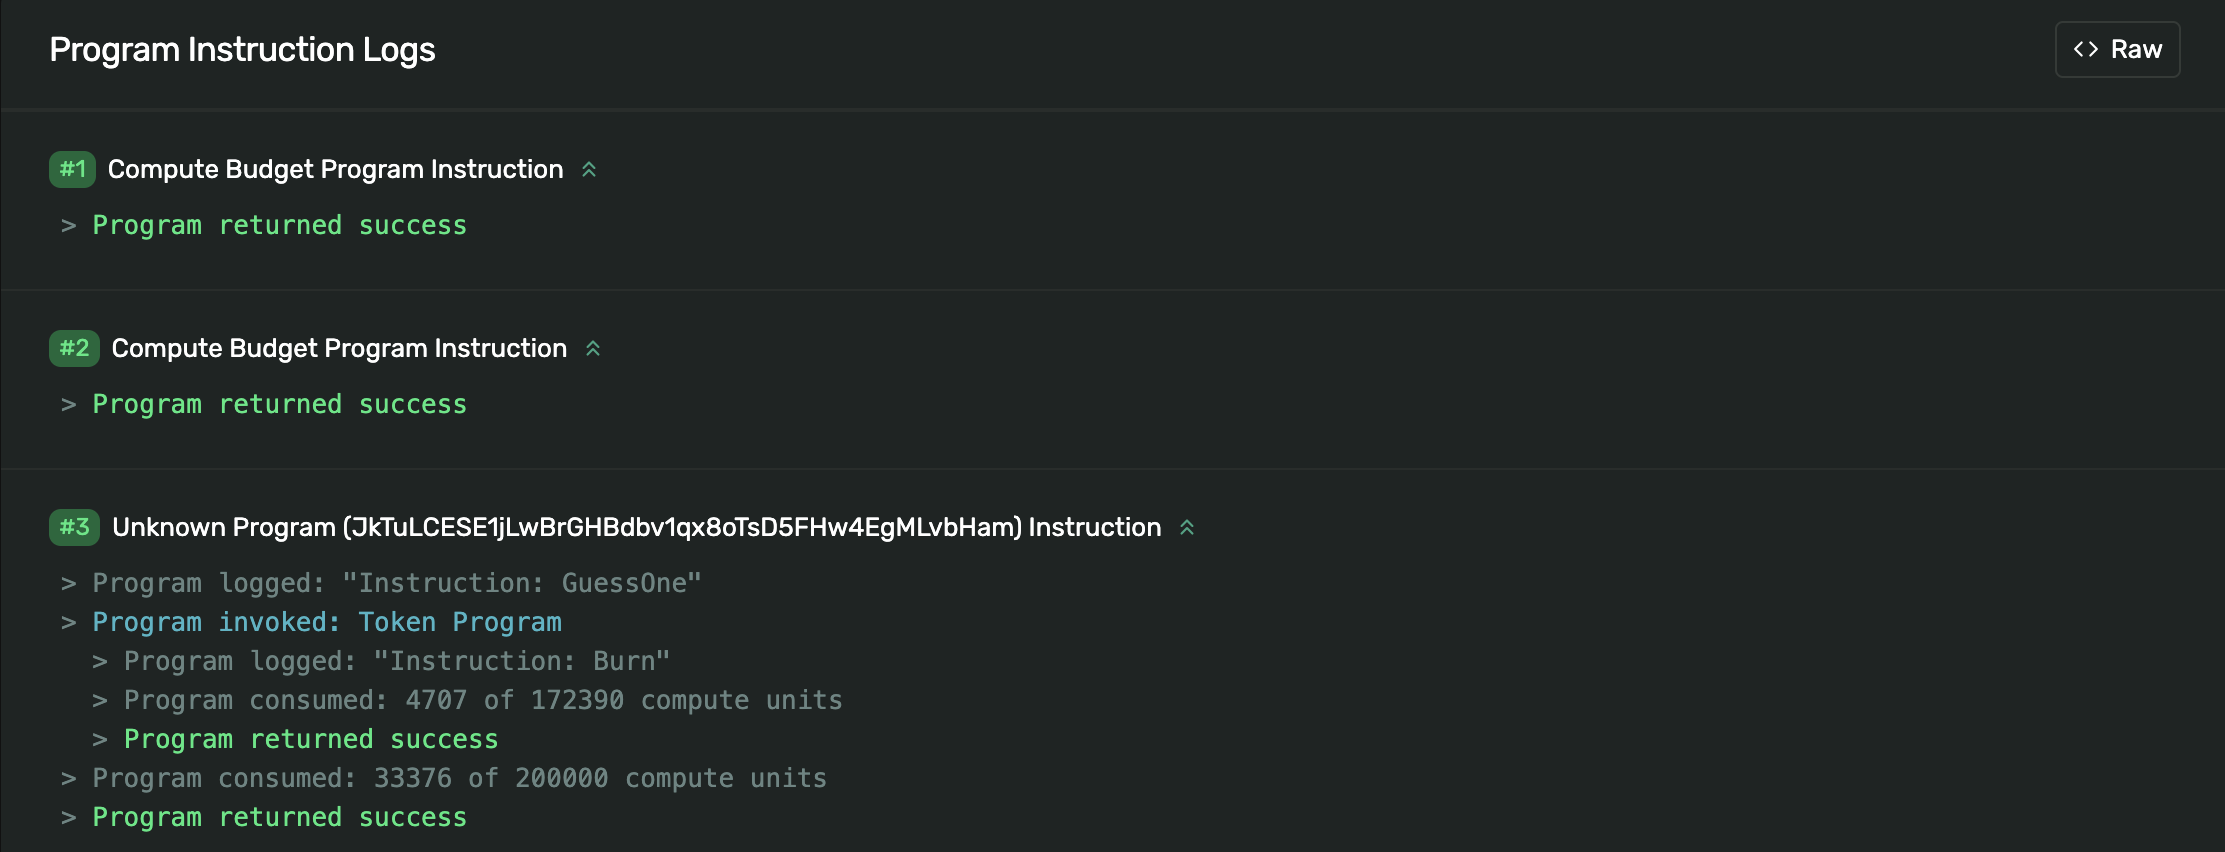 Program Instruction Logs
<> Raw
#1 Compute Budget Program Instruction
> Program returned success
#2 Compute Budget Program Instruction
> Program returned success
#3 Unknown Program (JkTuLCESE1jLwBrGHBdbv1qx8oTsD5FHw4EgMLvbHam) Instruction
> Program logged: "Instruction: GuessOne"
> Program invoked: Token Program
> Program logged: "Instruction: Burn"
> Program consumed: 4707 of 172390 compute units
> Program returned success
> Program consumed: 33376 of 200000 compute units
> Program returned success